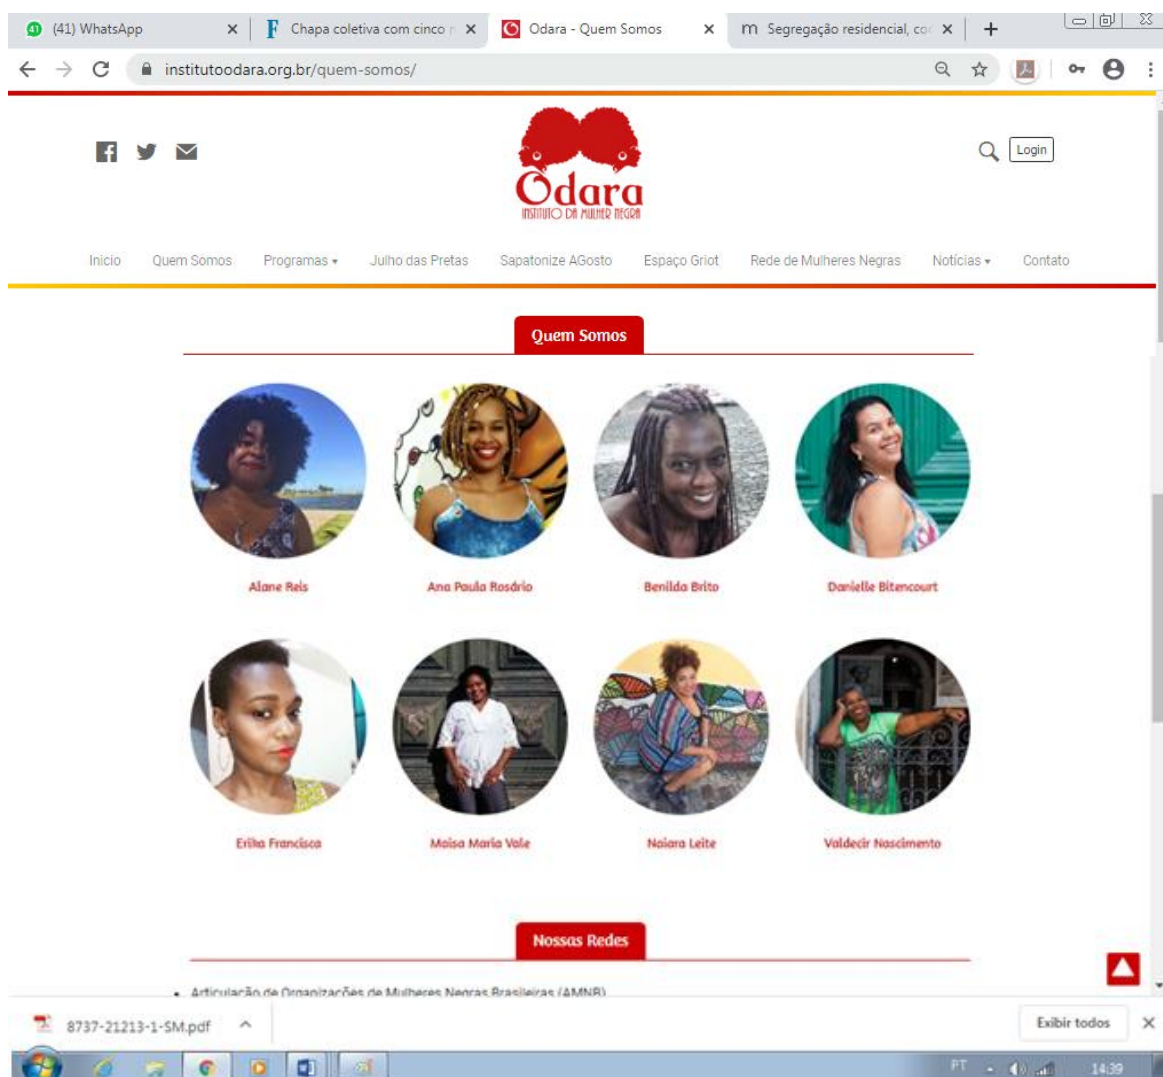 (41) WhatsApp
Chapa coletiva com cinco
Odara - Quem Somos
Segregação residencial, co
institutoodara.org.br/quem-somos/
Odara
INSTITUTO DA MULHER NEGRA
Login
Inicio Quem Somos Programas Julho das Pretas Sapatonize AGosto Espaço Griot Rede de Mulheres Negras Notícias Contato
Quem Somos
Alane Reis Ana Paula Rosário Benilda Brito Danielle Bitencourt
Erika Francisca Maisa Maria Vale Naiara Leite Valdecir Nascimento
Nossas Redes
• Articulação de Organizações de Mulheres Negras Brasileiras (AMNB)
8737-21213-1-SM.pdf
Exibir todos
PT 14:39